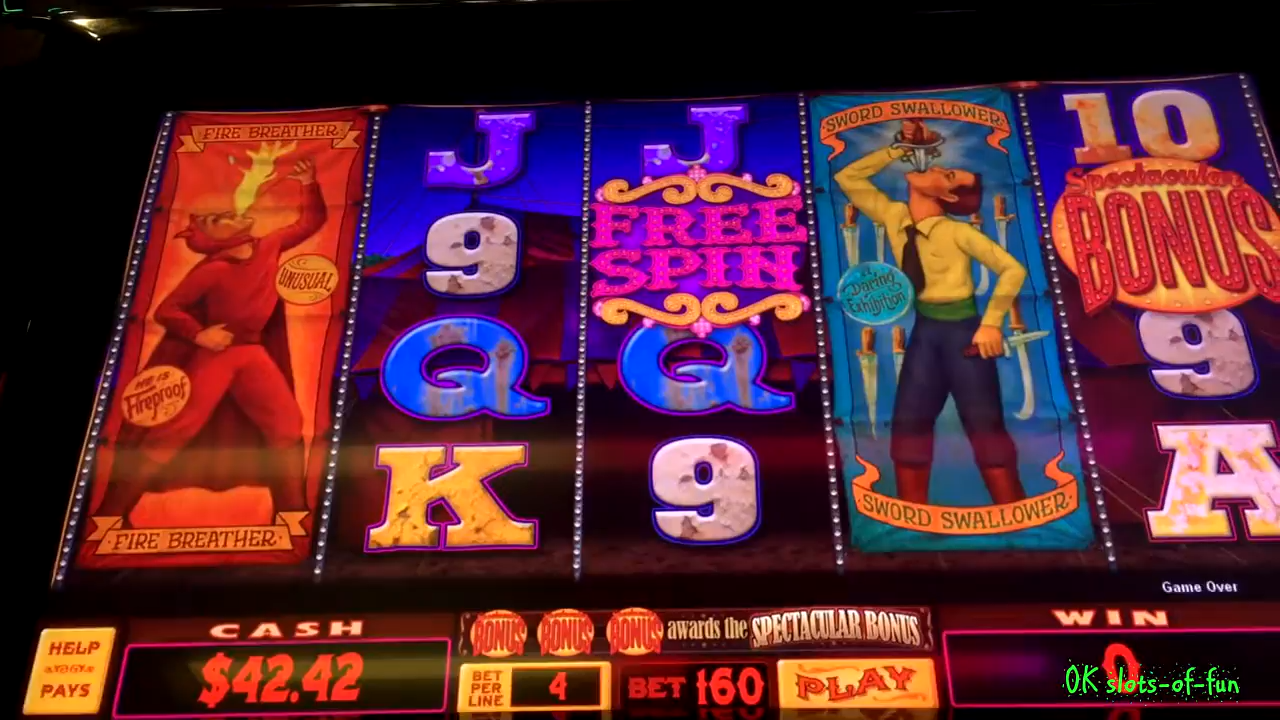 FIRE BREATHER
UNUSUAL
HE IS
Fireproof
FIRE BREATHER
J
9
Q
K
J
FREE
SPIN
Q
9
SWORD SWALLOWER
Daring
Exhibition
SWORD SWALLOWER
10
Spectacular
BONUS
9
A
Game Over
HELP
PAYS
CASH
$42.42
BONUS BONUS BONUS awards the SPECTACULAR BONUS
BET
PER
LINE
4
BET 160
PLAY
WIN
0
OK slots-of-fun